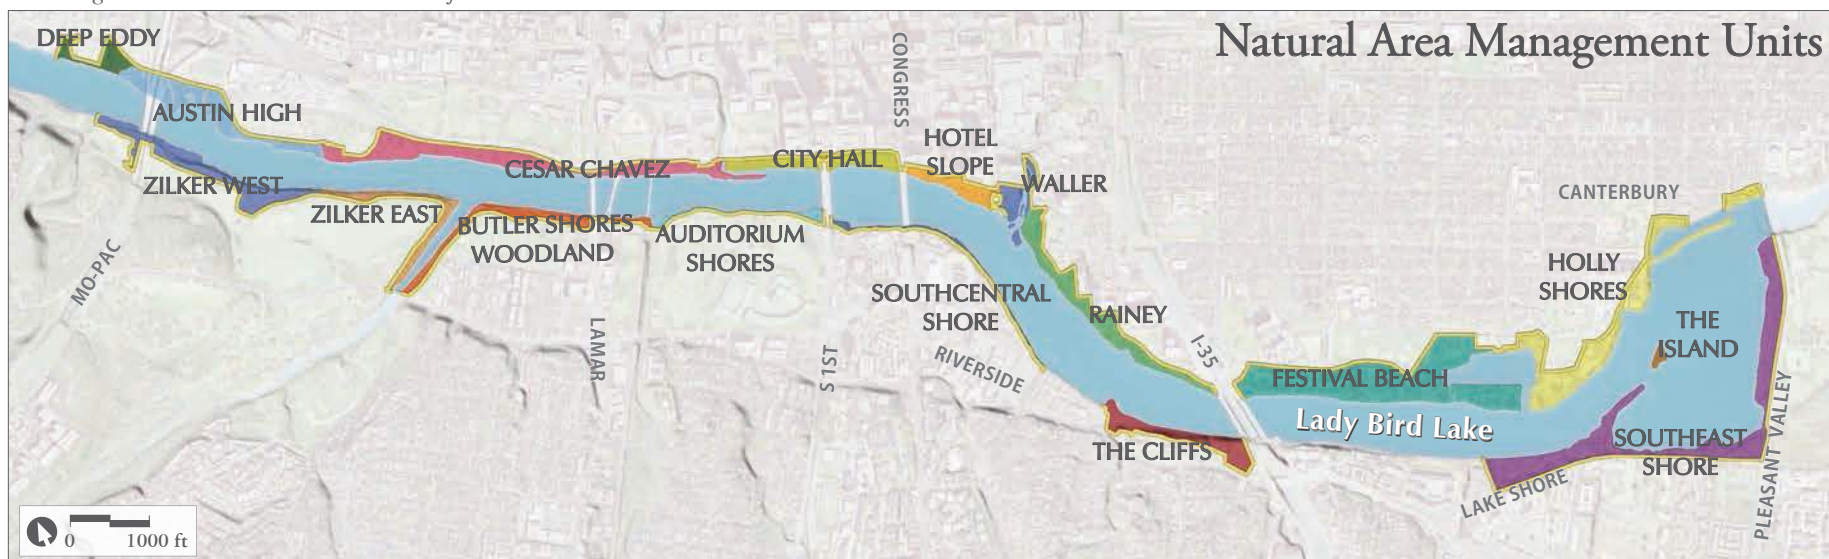 Natural Area Management Units
DEEP EDDY
CONGRESS
AUSTIN HIGH
HOTEL
SLOPE
CITY HALL
CESAR CHAVEZ
WALLER
ZILKER WEST
CANTERBURY
ZILKER EAST
BUTLER SHORES
WOODLAND
AUDITORIUM
SHORES
MO-PAC
HOLLY
SHORES
SOUTHCENTRAL
SHORE
RAINEY
THE
ISLAND
LAMAR
S 1ST
RIVERSIDE
I-35
FESTIVAL BEACH
Lady Bird Lake
PLEASANT VALLEY
THE CLIFFS
SOUTHEAST
SHORE
LAKE SHORE
0 1000 ft